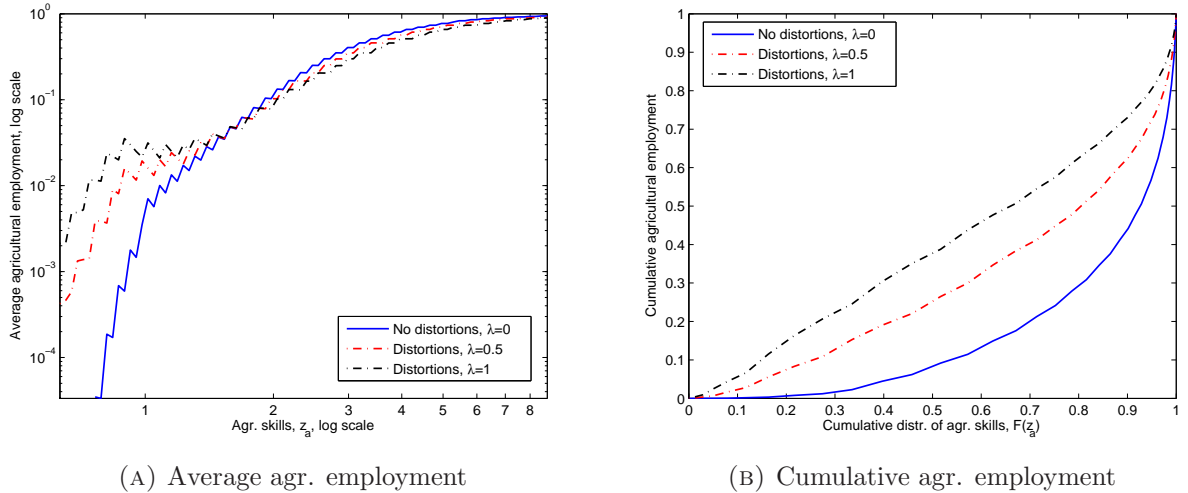 10^0
10^-1
10^-2
10^-3
10^-4
Average agricultural employment, log scale
No distortions, λ=0
Distortions, λ=0.5
Distortions, λ=1
1 2 3 4 5 6 7 8
Agr. skills, z_a, log scale
(A) Average agr. employment
1
0.9
0.8
0.7
0.6
0.5
0.4
0.3
0.2
0.1
0
Cumulative agricultural employment
No distortions, λ=0
Distortions, λ=0.5
Distortions, λ=1
0 0.1 0.2 0.3 0.4 0.5 0.6 0.7 0.8 0.9 1
Cumulative distr. of agr. skills, F(z_a)
(B) Cumulative agr. employment